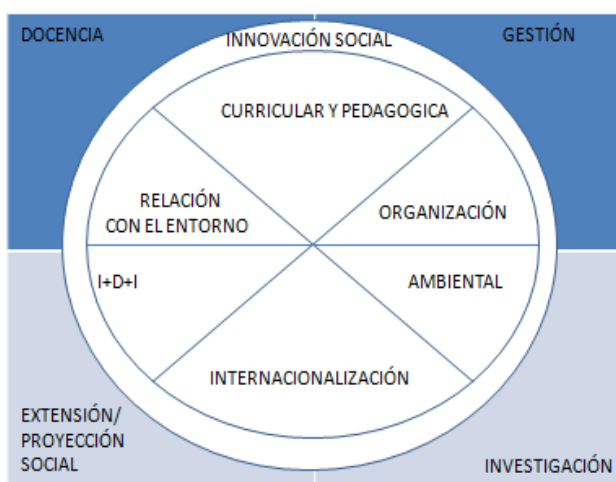 DOCENCIA
INNOVACIÓN SOCIAL
GESTIÓN
CURRICULAR Y PEDAGOGICA
RELACIÓN
CON EL ENTORNO
ORGANIZACIÓN
I+D+I
AMBIENTAL
INTERNACIONALIZACIÓN
EXTENSIÓN/
PROYECCIÓN
SOCIAL
INVESTIGACIÓN